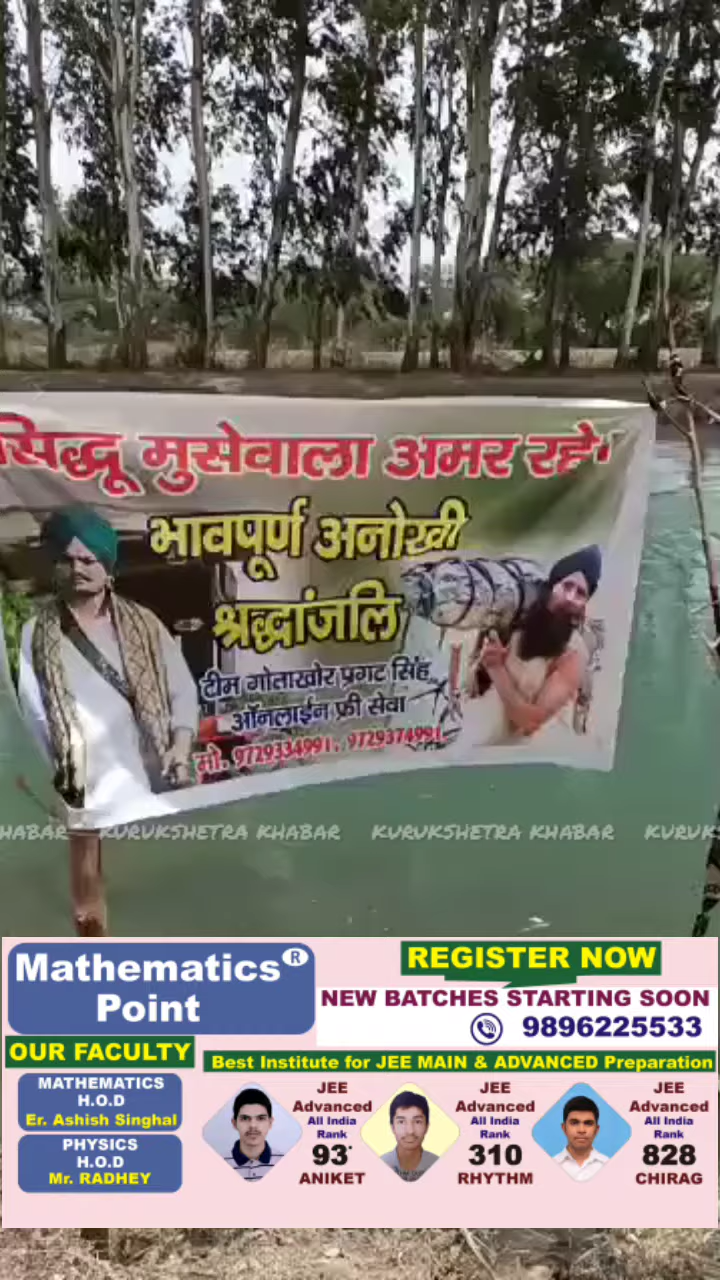 सिद्धू मुसेवाला अमर रहे।
भावपूर्ण अनोखी
श्रद्धांजलि
टीम गोताखोर प्रगट सिंह
ऑनलाईन फ्री सेवा
मो. 9729334991, 9729374991
HABAR KURUKSHETRA KHABAR KURUKSHETRA KHABAR KURUKS
Mathematics®
Point
REGISTER NOW
NEW BATCHES STARTING SOON
9896225533
OUR FACULTY
Best Institute for JEE MAIN & ADVANCED Preparation
MATHEMATICS
H.O.D
Er. Ashish Singhal
PHYSICS
H.O.D
Mr. RADHEY
JEE
Advanced
All India
Rank
93*
ANIKET
JEE
Advanced
All India
Rank
310
RHYTHM
JEE
Advanced
All India
Rank
828
CHIRAG